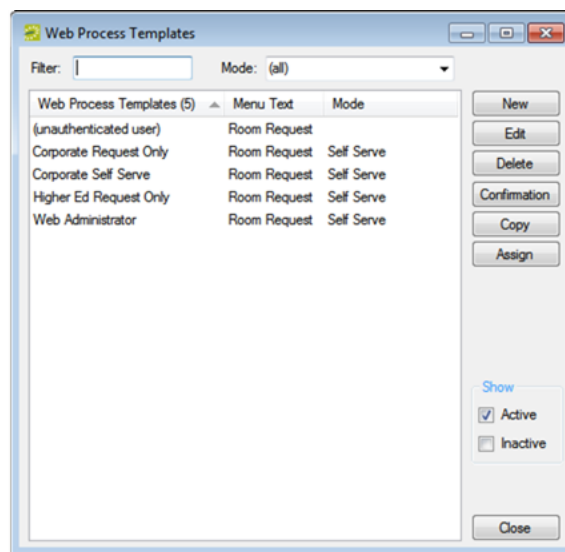 Web Process Templates
Filter: Mode: (all)
Web Process Templates (5) Menu Text Mode
(unauthenticated user) Room Request
Corporate Request Only Room Request Self Serve
Corporate Self Serve Room Request Self Serve
Higher Ed Request Only Room Request Self Serve
Web Administrator Room Request Self Serve
New
Edit
Delete
Confirmation
Copy
Assign
Show
Active
Inactive
Close